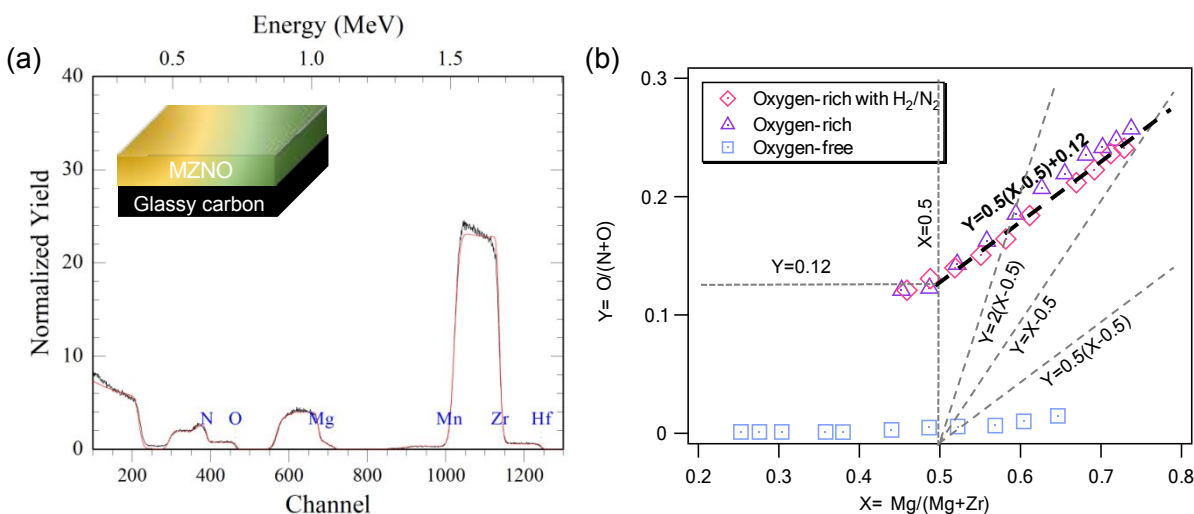 (a)
Energy (MeV)
0.5 1.0 1.5
Normalized Yield
40
30
20
10
0
MZNO
Glassy carbon
N O Mg Mn Zr Hf
200 400 600 800 1000 1200
Channel
(b)
Y= O/(N+O)
0.3
0.2
0.1
0
Oxygen-rich with H₂/N₂
Oxygen-rich
Oxygen-free
Y=0.5(X-0.5)+0.12
X=0.5
Y=0.12
Y=2(X-0.5)
Y=X-0.5
Y=0.5(X-0.5)
0.2 0.3 0.4 0.5 0.6 0.7 0.8
X= Mg/(Mg+Zr)